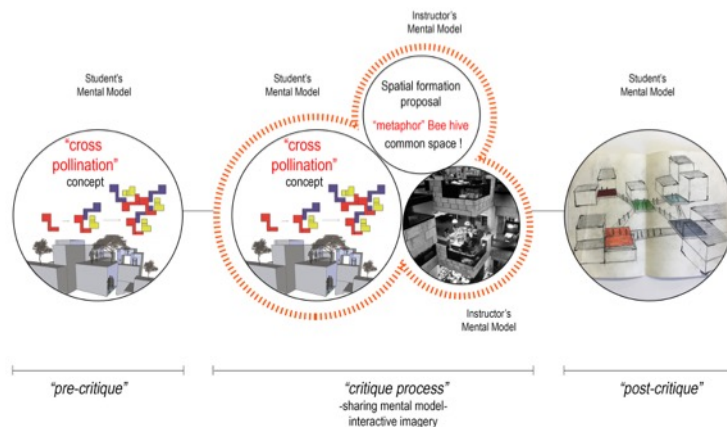 Instructor's
Mental Model
Student's
Mental Model
Student's
Mental Model
Student's
Mental Model
Spatial formation
proposal
"metaphor" Bee hive
common space !
"cross
pollination"
concept
"cross
pollination"
concept
Instructor's
Mental Model
"pre-critique"
"critique process"
-sharing mental model-
interactive imagery
"post-critique"